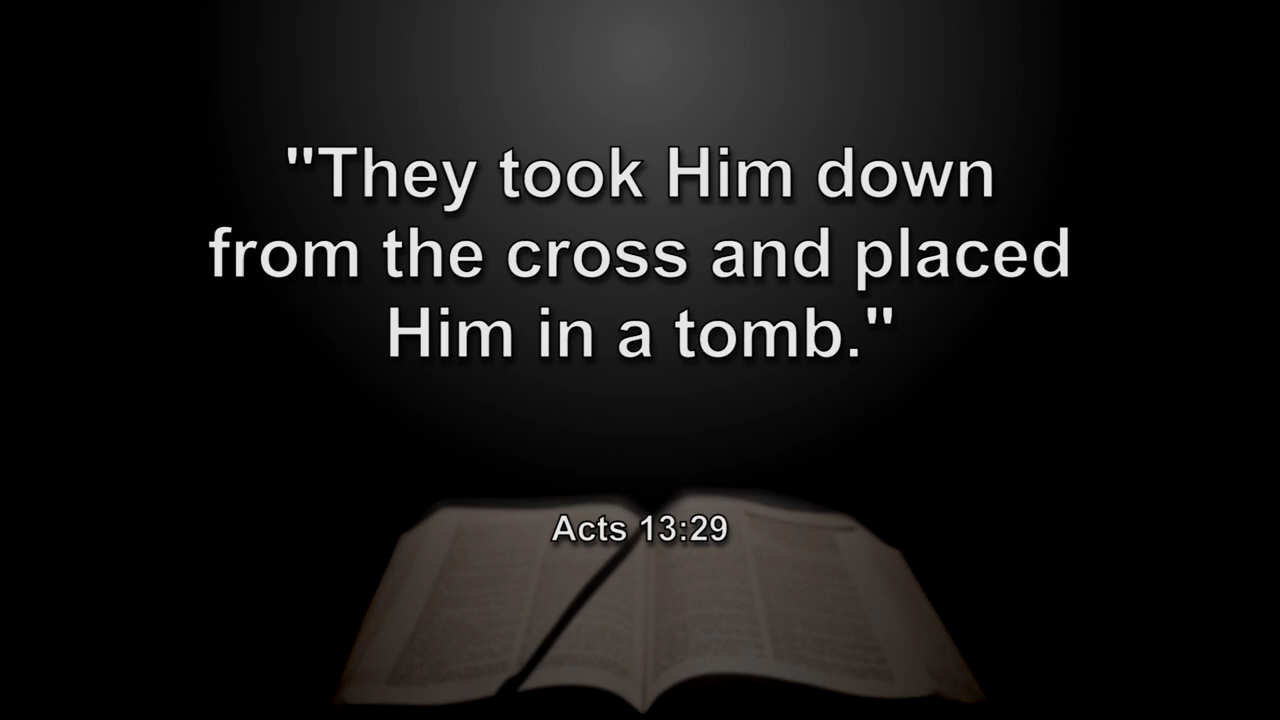 "They took Him down
from the cross and placed
Him in a tomb."
Acts 13:29